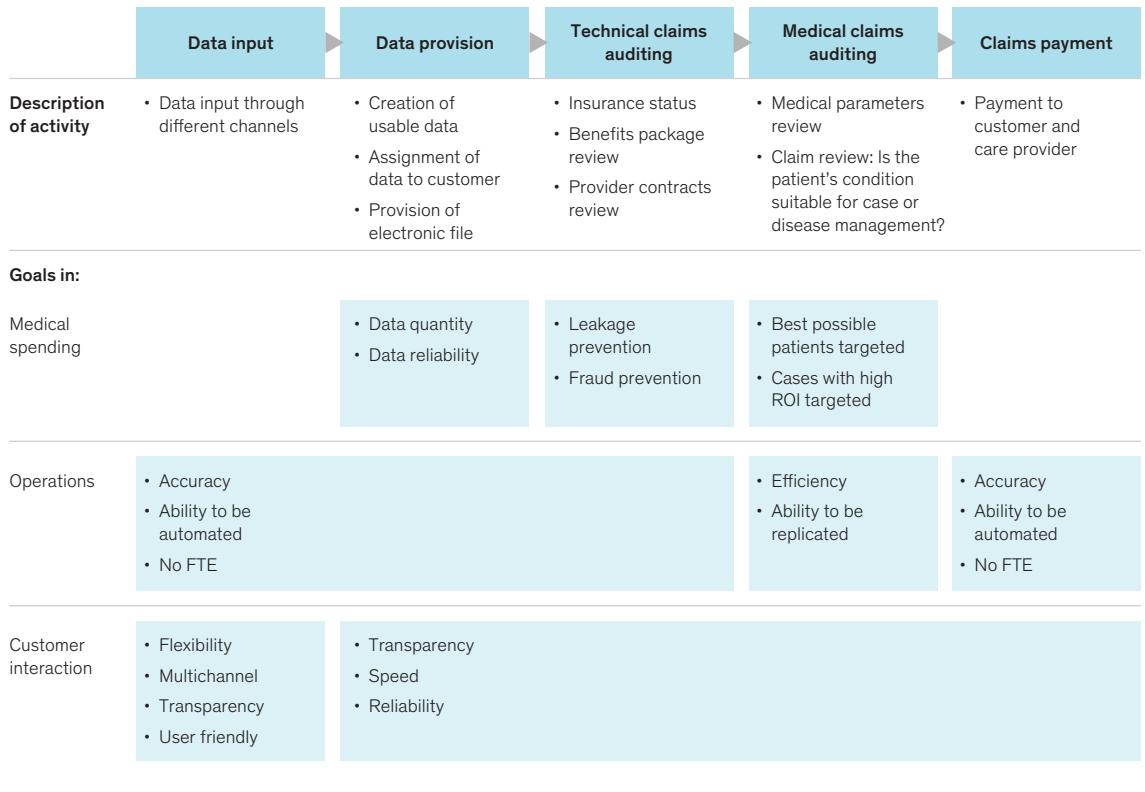 Data input
Data provision
Technical claims
auditing
Medical claims
auditing
Claims payment
Description
of activity
• Data input through
different channels
• Creation of
usable data
• Assignment of
data to customer
• Provision of
electronic file
• Insurance status
• Benefits package
review
• Provider contracts
review
• Medical parameters
review
• Claim review: Is the
patient’s condition
suitable for case or
disease management?
• Payment to
customer and
care provider
Goals in:
Medical
spending
• Data quantity
• Data reliability
• Leakage
prevention
• Fraud prevention
• Best possible
patients targeted
• Cases with high
ROI targeted
Operations
• Accuracy
• Ability to be
automated
• No FTE
• Efficiency
• Ability to be
replicated
• Accuracy
• Ability to be
automated
• No FTE
Customer
interaction
• Flexibility
• Multichannel
• Transparency
• User friendly
• Transparency
• Speed
• Reliability